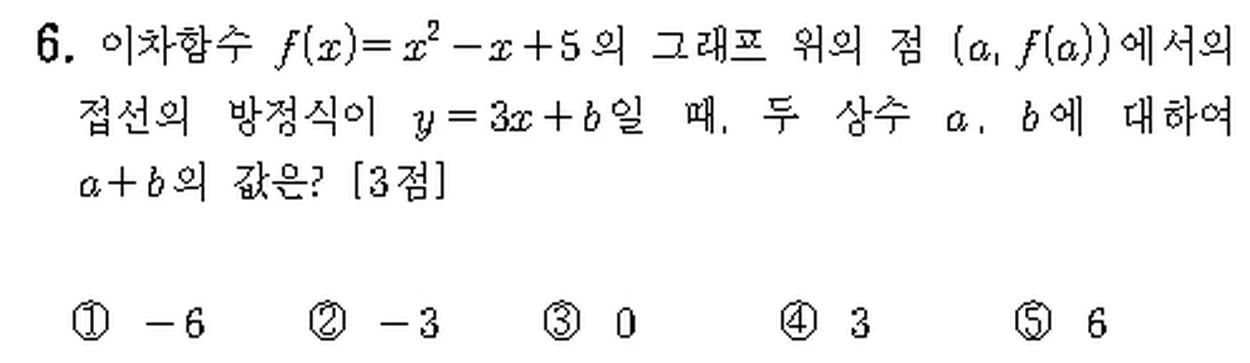 6. 이차함수 f(x)=x²-x+5의 그래프 위의 점 (a, f(a))에서의
접선의 방정식이 y=3x+b일 때, 두 상수 a, b에 대하여
a+b의 값은? [3점]
① -6 ② -3 ③ 0 ④ 3 ⑤ 6